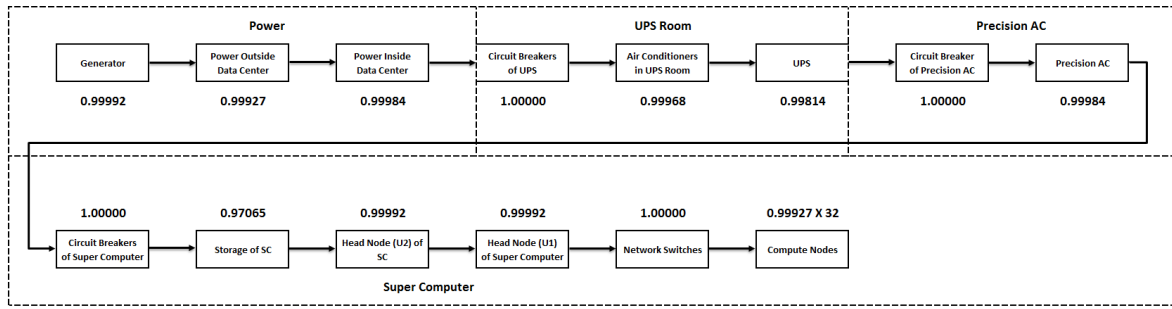 Power
UPS Room
Precision AC
Generator
Power Outside
Data Center
Power Inside
Data Center
Circuit Breakers
of UPS
Air Conditioners
in UPS Room
UPS
Circuit Breaker
of Precision AC
Precision AC
0.99992
0.99927
0.99984
1.00000
0.99968
0.99814
1.00000
0.99984
1.00000
0.97065
0.99992
0.99992
1.00000
0.99927 X 32
Circuit Breakers
of Super Computer
Storage of SC
Head Node (U2) of
SC
Head Node (U1)
of Super Computer
Network Switches
Compute Nodes
Super Computer